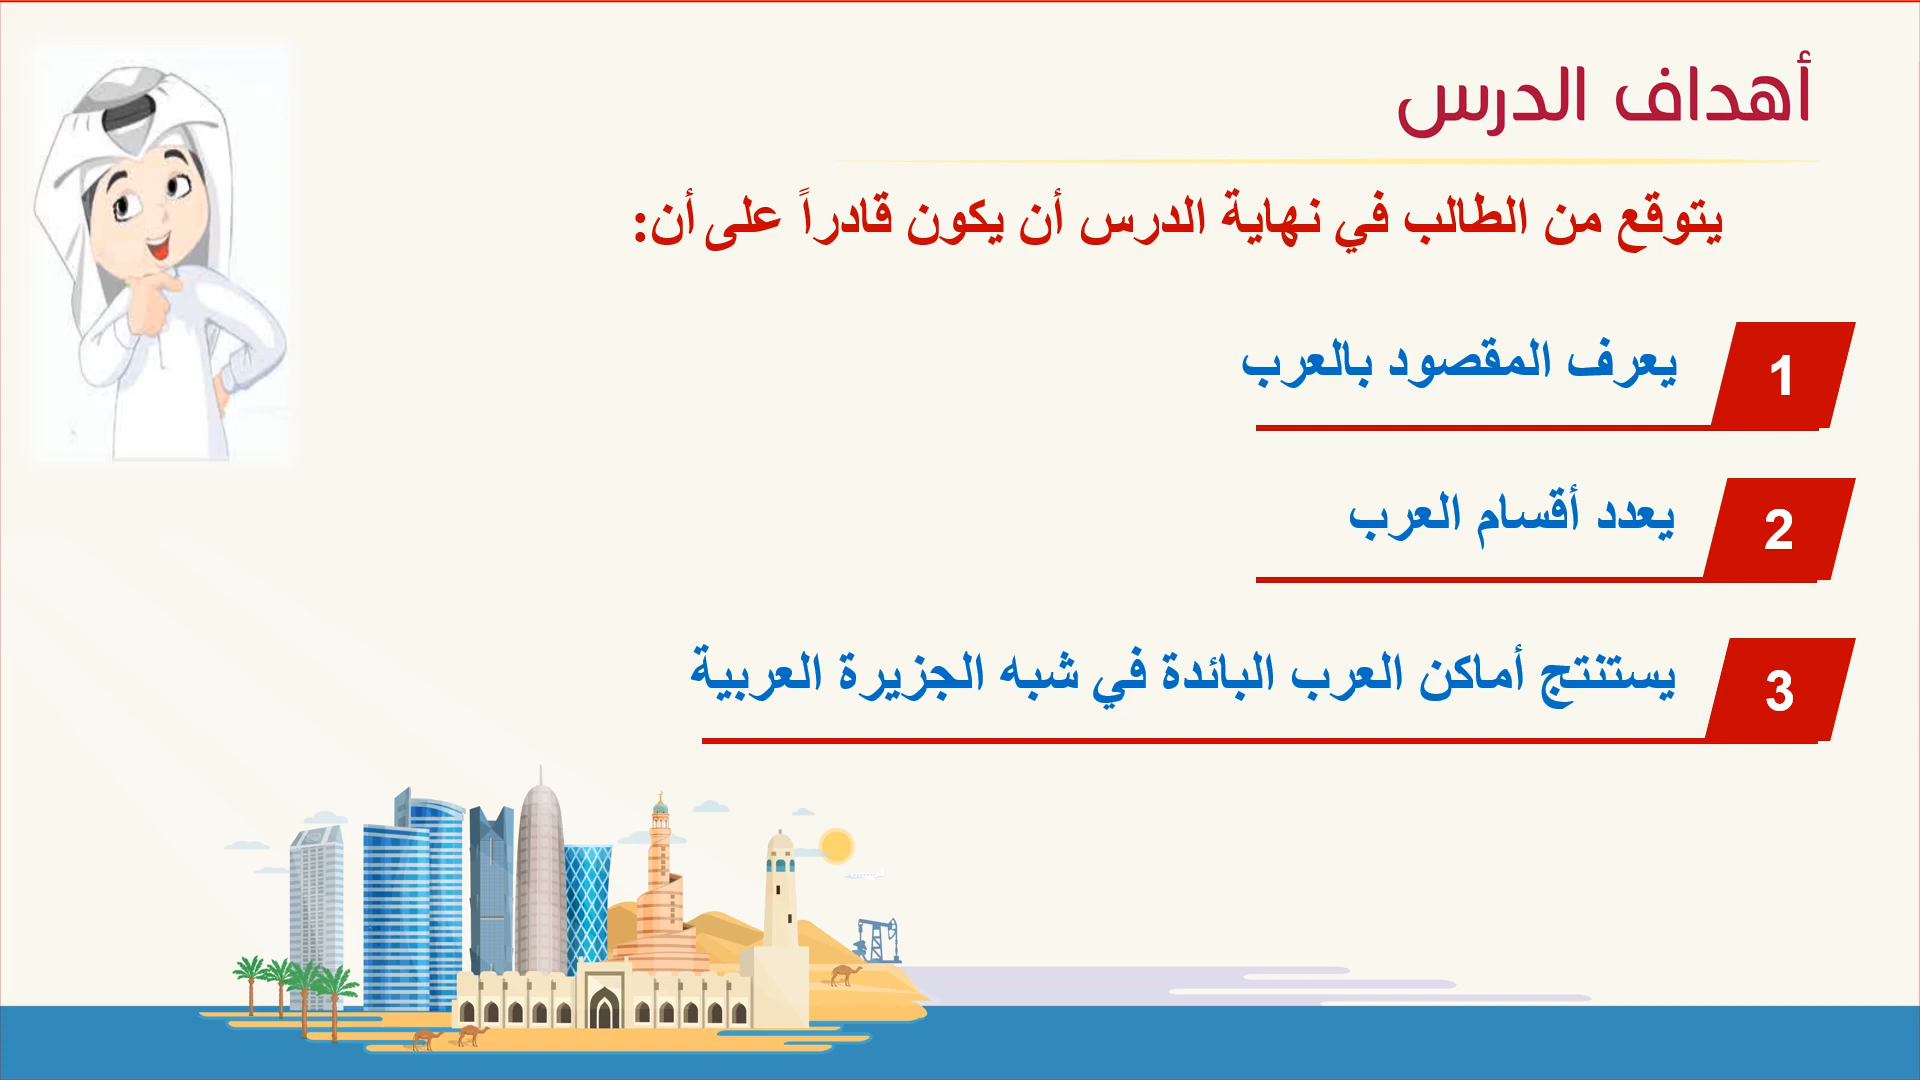 أهداف الدرس
يتوقع من الطالب في نهاية الدرس أن يكون قادراً على أن:
1 يعرف المقصود بالعرب
2 يعدد أقسام العرب
3 يستنتج أماكن العرب البائدة في شبه الجزيرة العربية